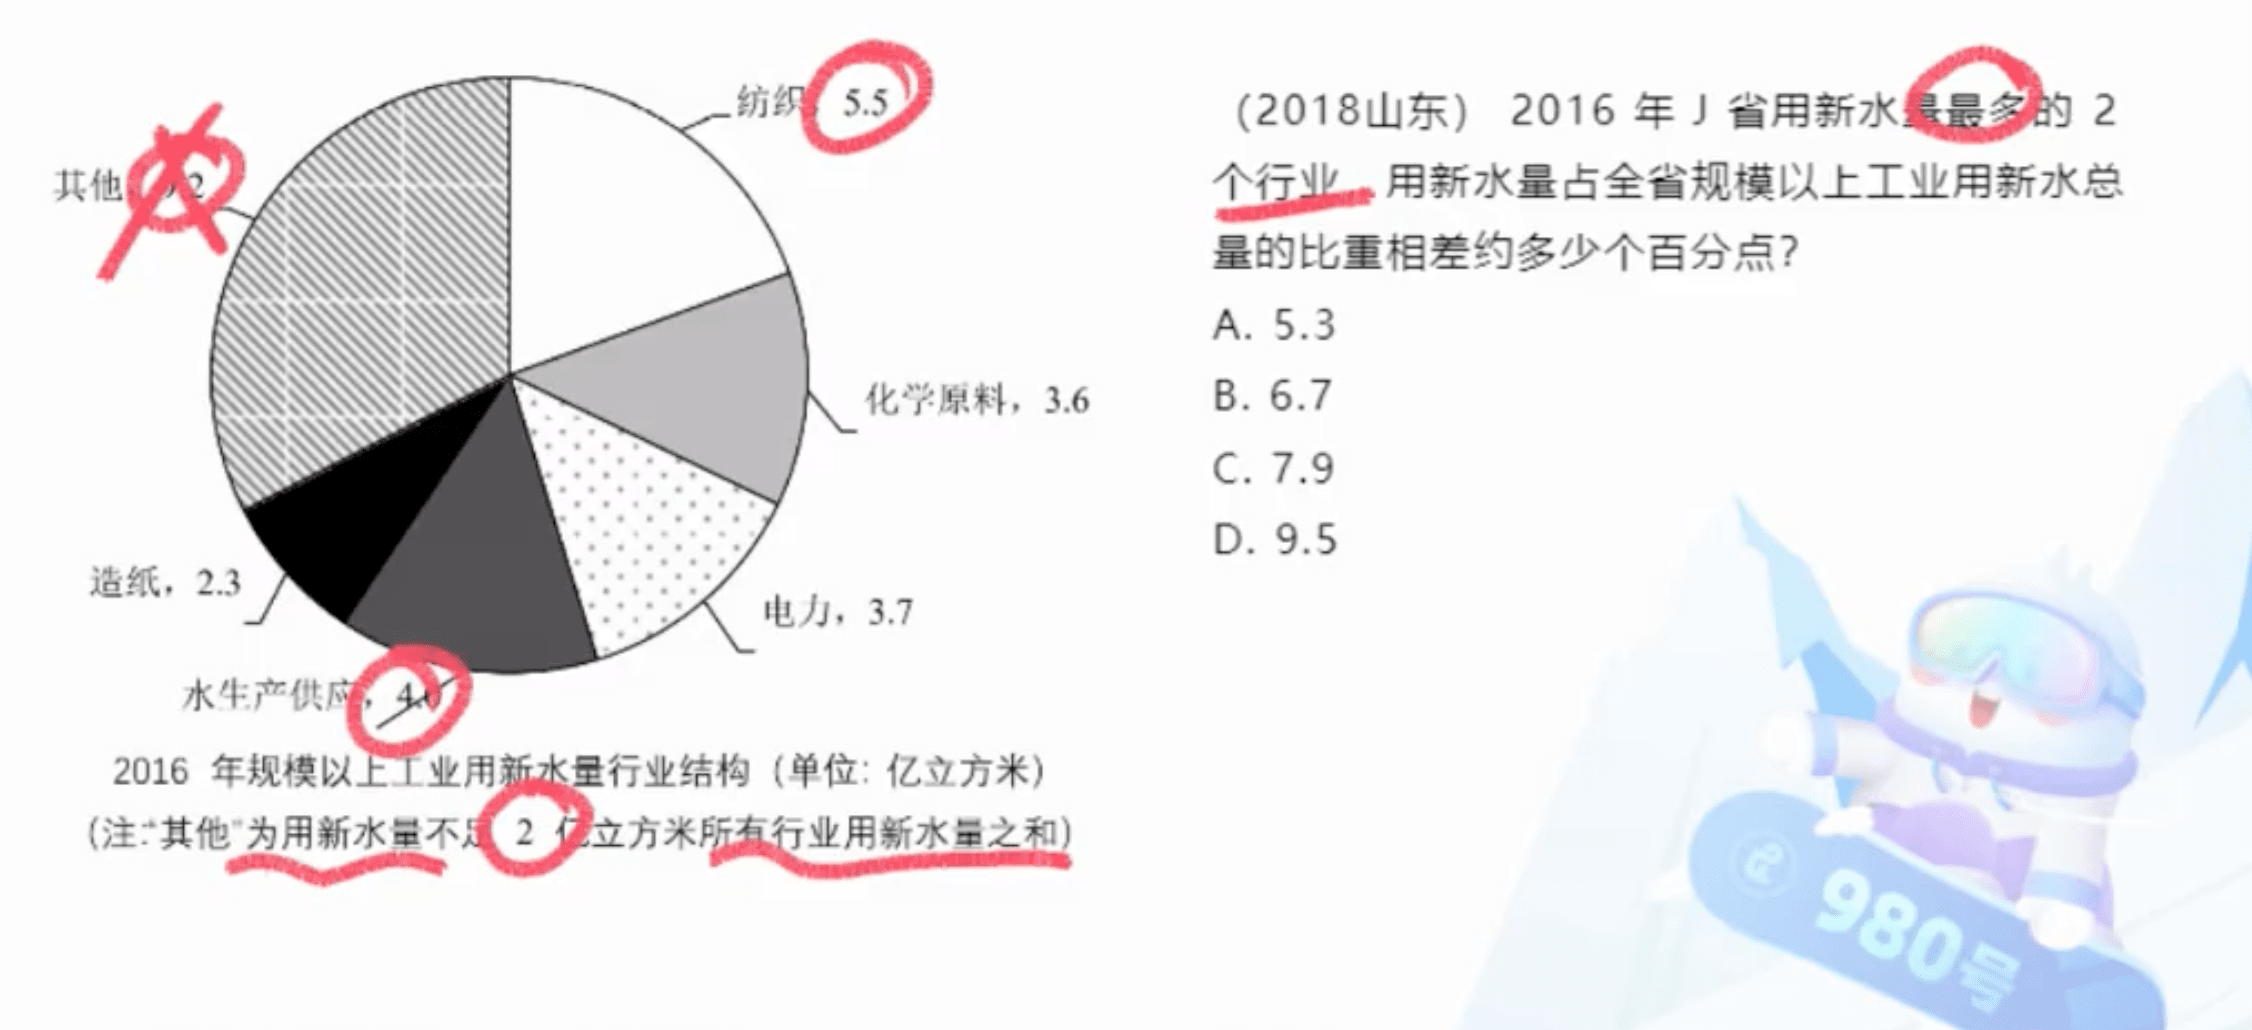 纺织，5.5
其他，
化学原料，3.6
造纸，2.3
电力，3.7
水生产供应，4.0
2016 年规模以上工业用新水量行业结构（单位：亿立方米）
（注：“其他”为用新水量不足 2 亿立方米所有行业用新水量之和）
（2018山东） 2016 年 J 省用新水量最多的 2
个行业，用新水量占全省规模以上工业用新水总
量的比重相差约多少个百分点？
A. 5.3
B. 6.7
C. 7.9
D. 9.5
980号